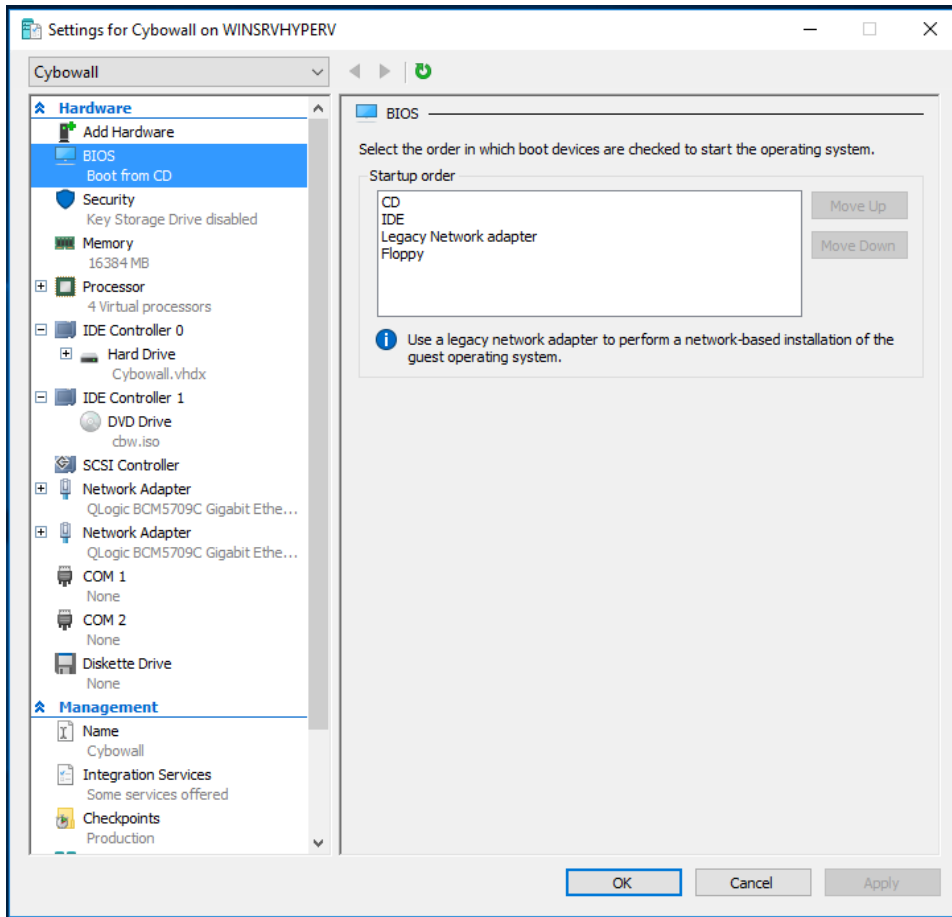 Settings for Cybowall on WINSRVHYPERV
Cybowall
Hardware
Add Hardware
BIOS
Boot from CD
Security
Key Storage Drive disabled
Memory
16384 MB
Processor
4 Virtual processors
IDE Controller 0
Hard Drive
Cybowall.vhdx
IDE Controller 1
DVD Drive
cbw.iso
SCSI Controller
Network Adapter
QLogic BCM5709C Gigabit Ethe...
Network Adapter
QLogic BCM5709C Gigabit Ethe...
COM 1
None
COM 2
None
Diskette Drive
None
Management
Name
Cybowall
Integration Services
Some services offered
Checkpoints
Production
BIOS
Select the order in which boot devices are checked to start the operating system.
Startup order
CD
IDE
Legacy Network adapter
Floppy
Move Up
Move Down
Use a legacy network adapter to perform a network-based installation of the
guest operating system.
OK
Cancel
Apply